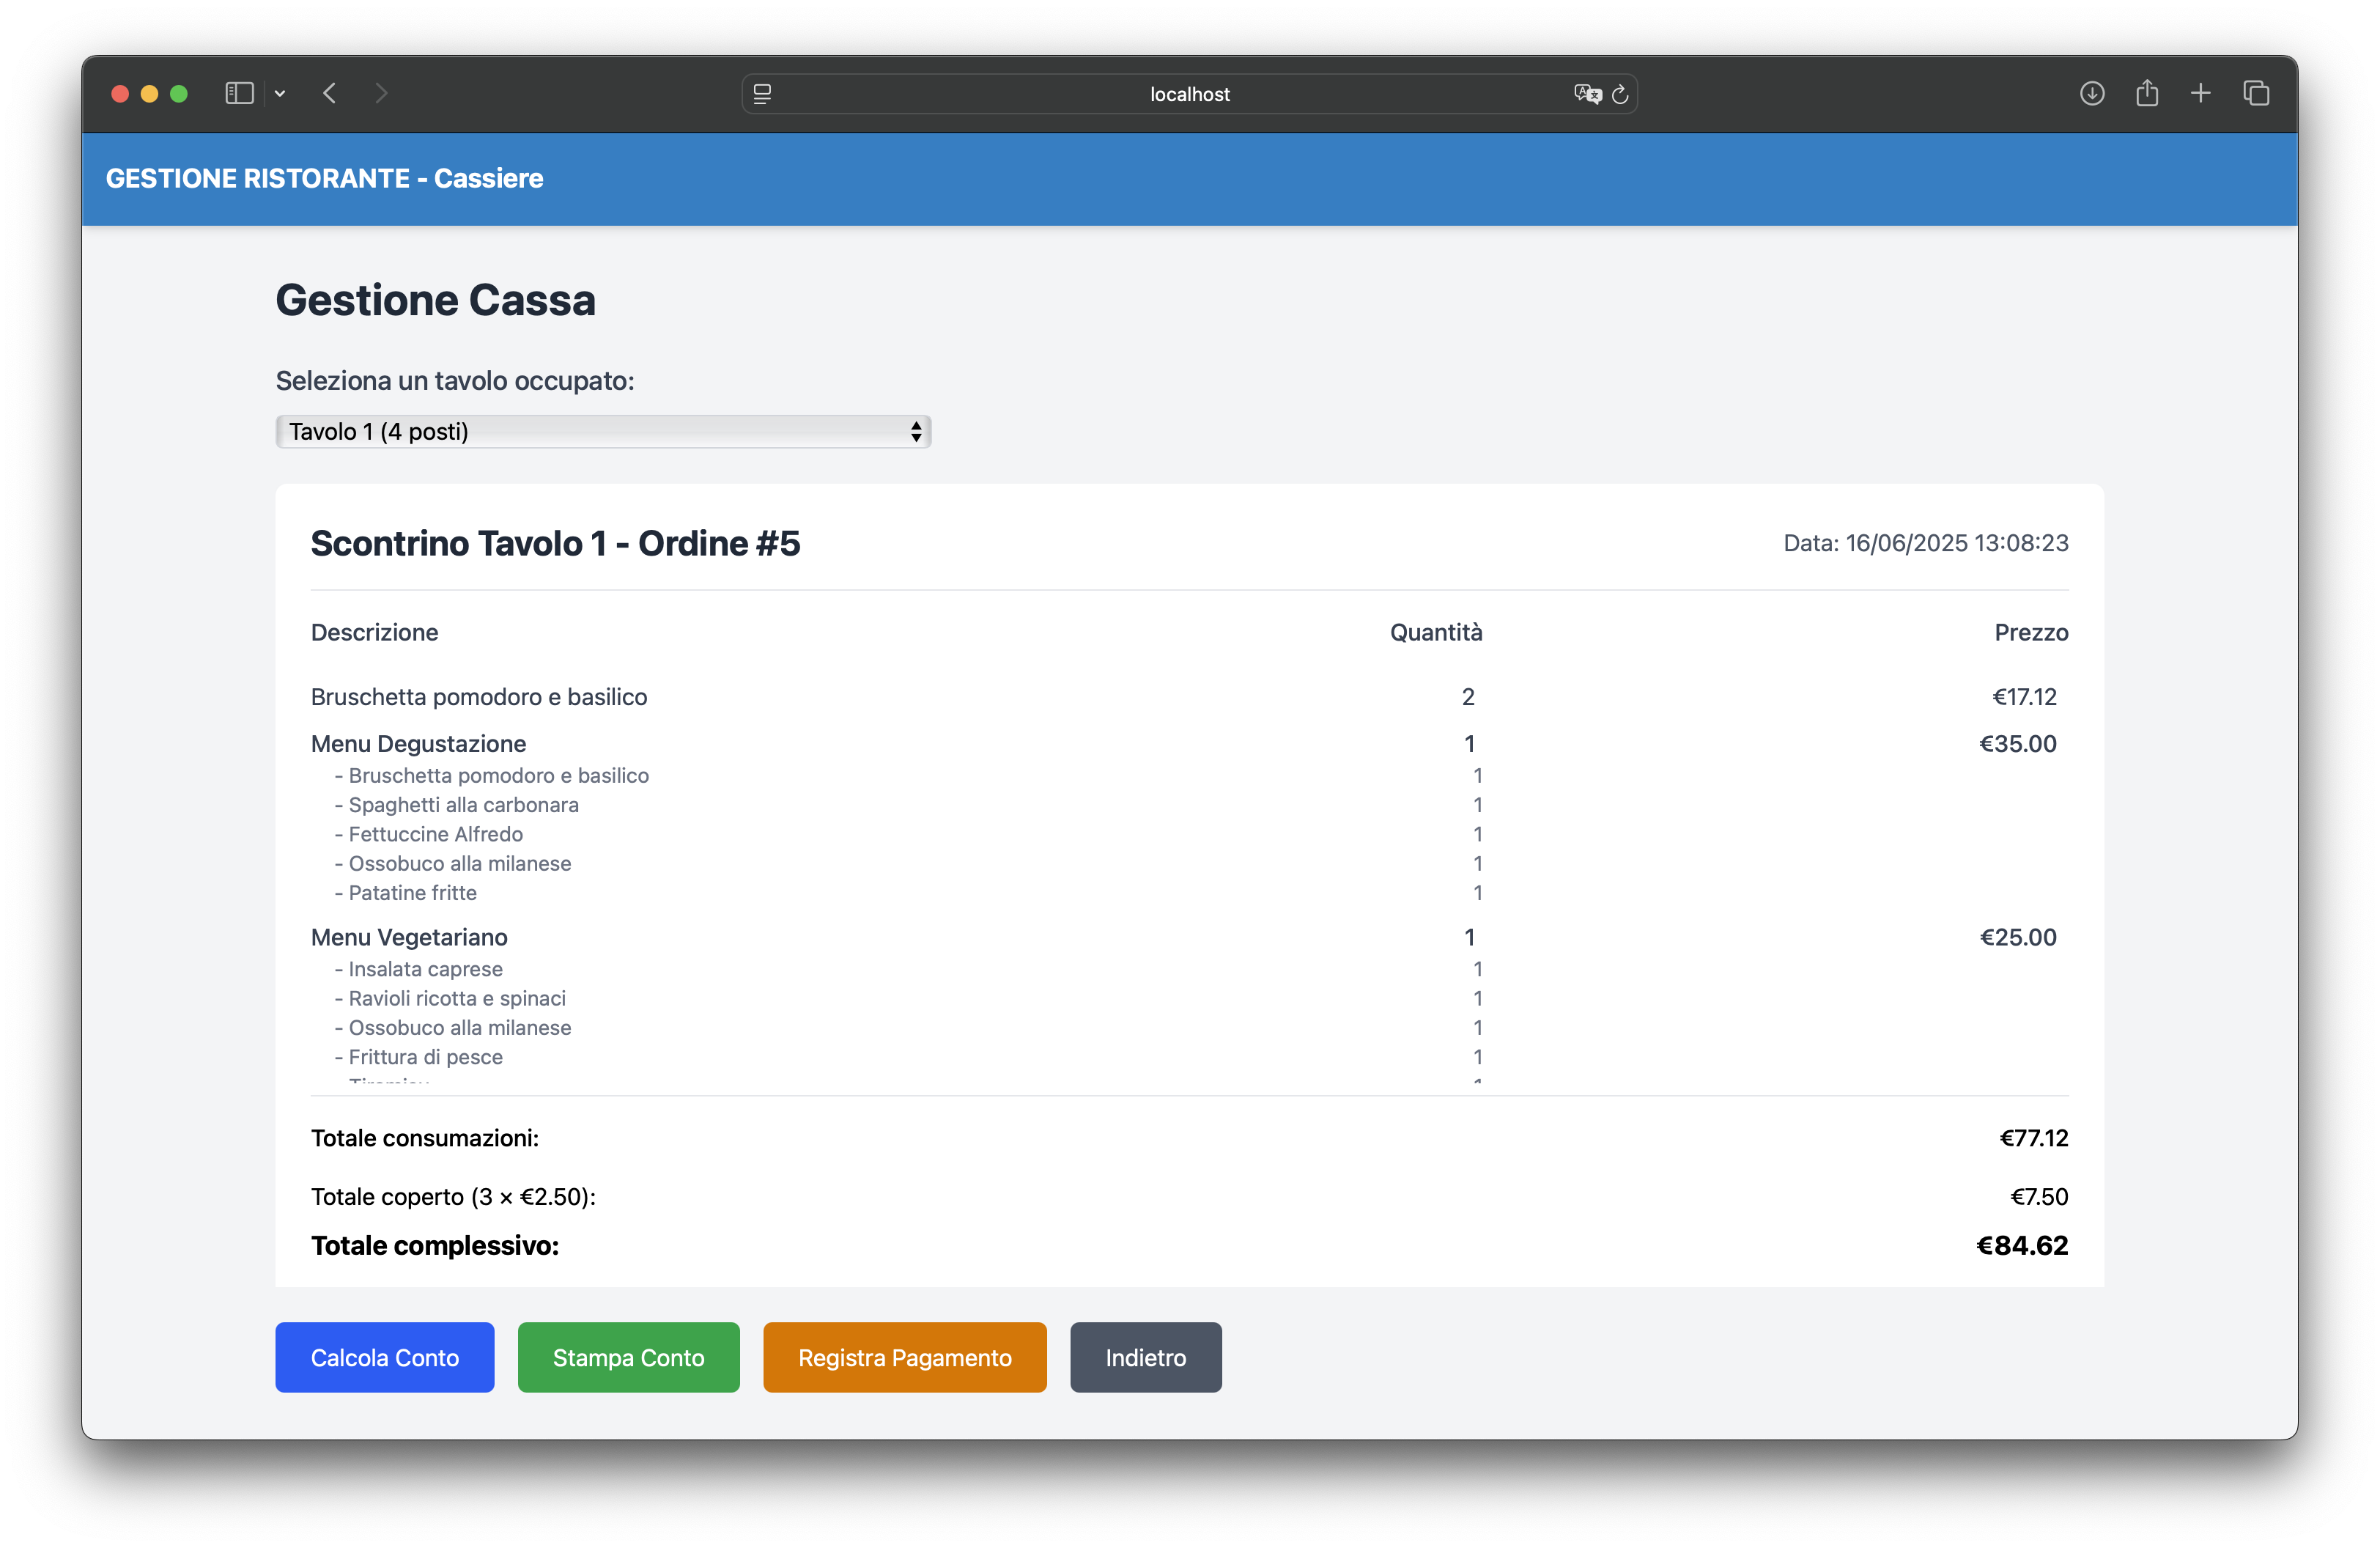 localhost
GESTIONE RISTORANTE - Cassiere
Gestione Cassa
Seleziona un tavolo occupato:
Tavolo 1 (4 posti)
Scontrino Tavolo 1 - Ordine #5 Data: 16/06/2025 13:08:23
Descrizione Quantità Prezzo
Bruschetta pomodoro e basilico 2 €17.12
Menu Degustazione 1 €35.00
- Bruschetta pomodoro e basilico 1
- Spaghetti alla carbonara 1
- Fettuccine Alfredo 1
- Ossobuco alla milanese 1
- Patatine fritte 1
Menu Vegetariano 1 €25.00
- Insalata caprese 1
- Ravioli ricotta e spinaci 1
- Ossobuco alla milanese 1
- Frittura di pesce 1
Totale consumazioni: €77.12
Totale coperto (3 × €2.50): €7.50
Totale complessivo: €84.62
Calcola Conto Stampa Conto Registra Pagamento Indietro